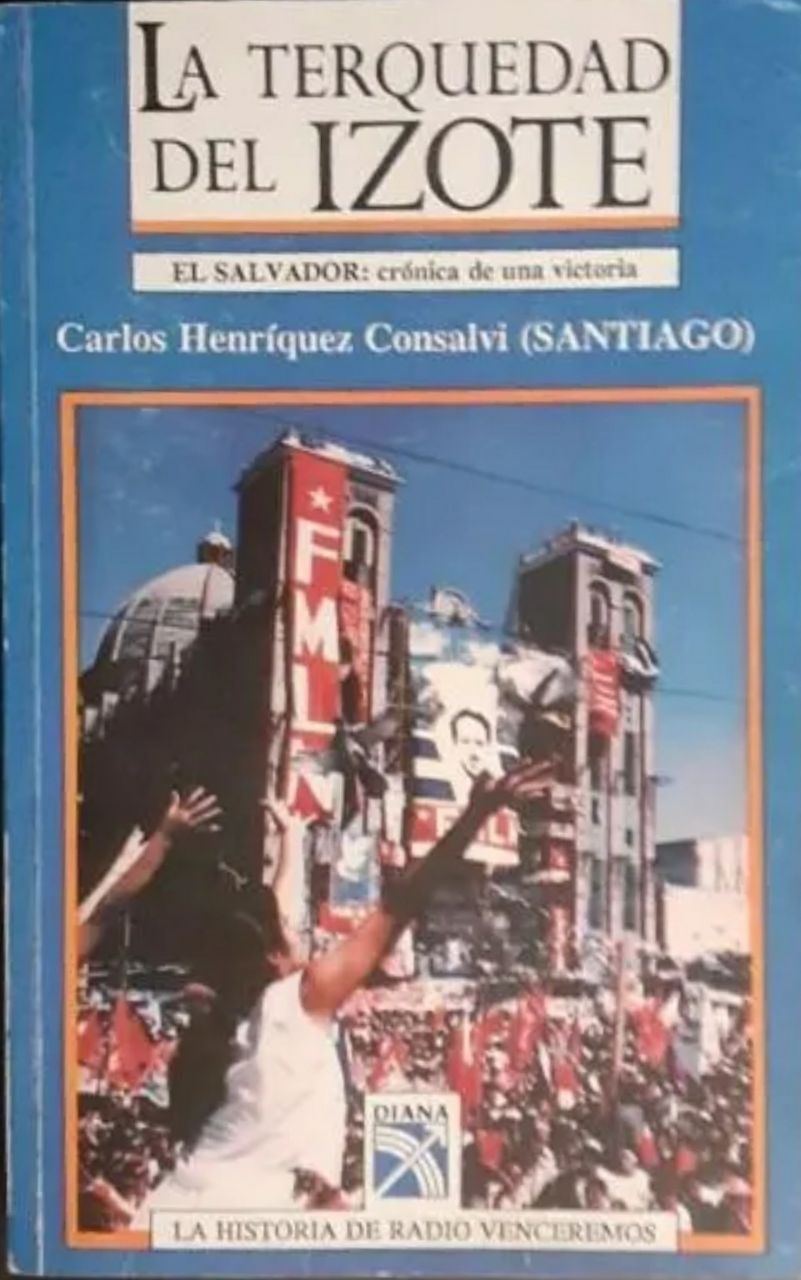 LA TERQUEDAD
DEL IZOTE
EL SALVADOR: crónica de una victoria
Carlos Henríquez Consalvi (SANTIAGO)
FMLN
DIANA
LA HISTORIA DE RADIO VENCEREMOS